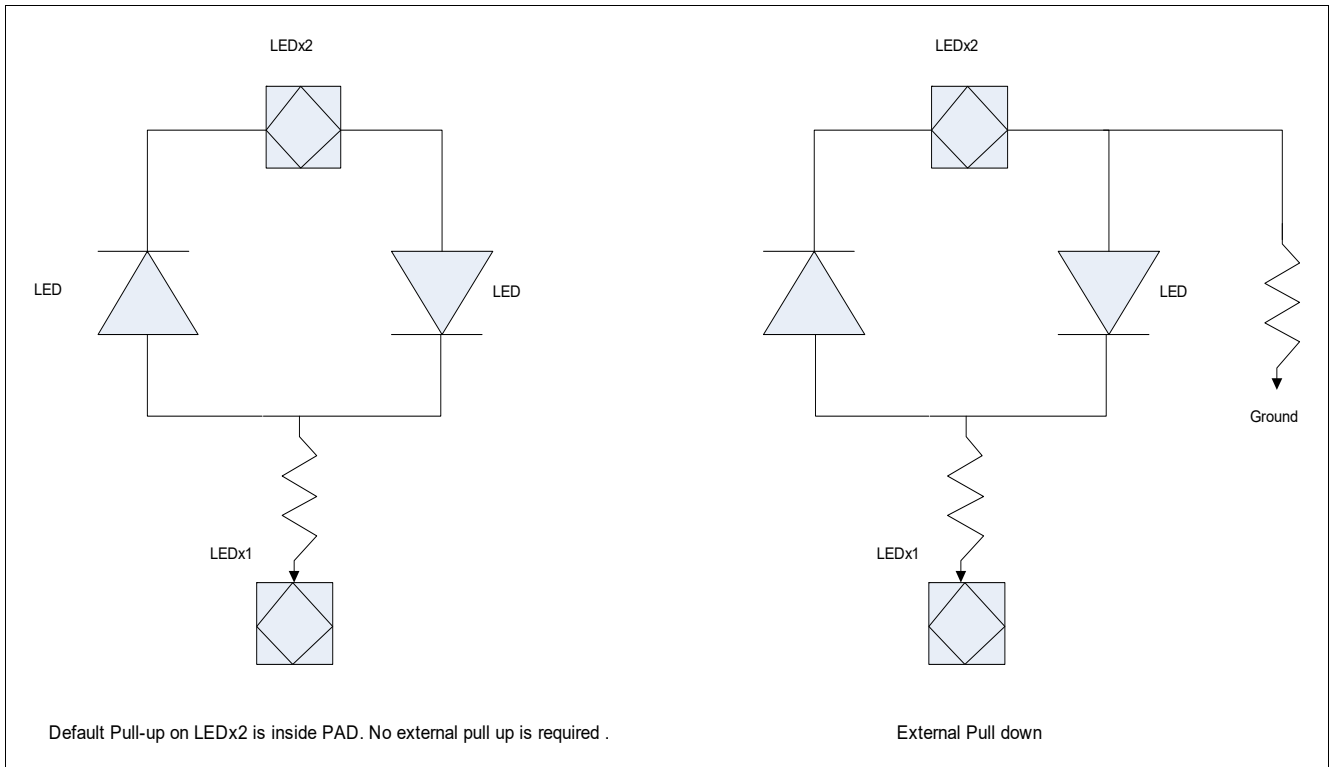 LEDx2
LED
LED
LEDx1
Default Pull-up on LEDx2 is inside PAD. No external pull up is required .
LEDx2
LED
Ground
LEDx1
External Pull down